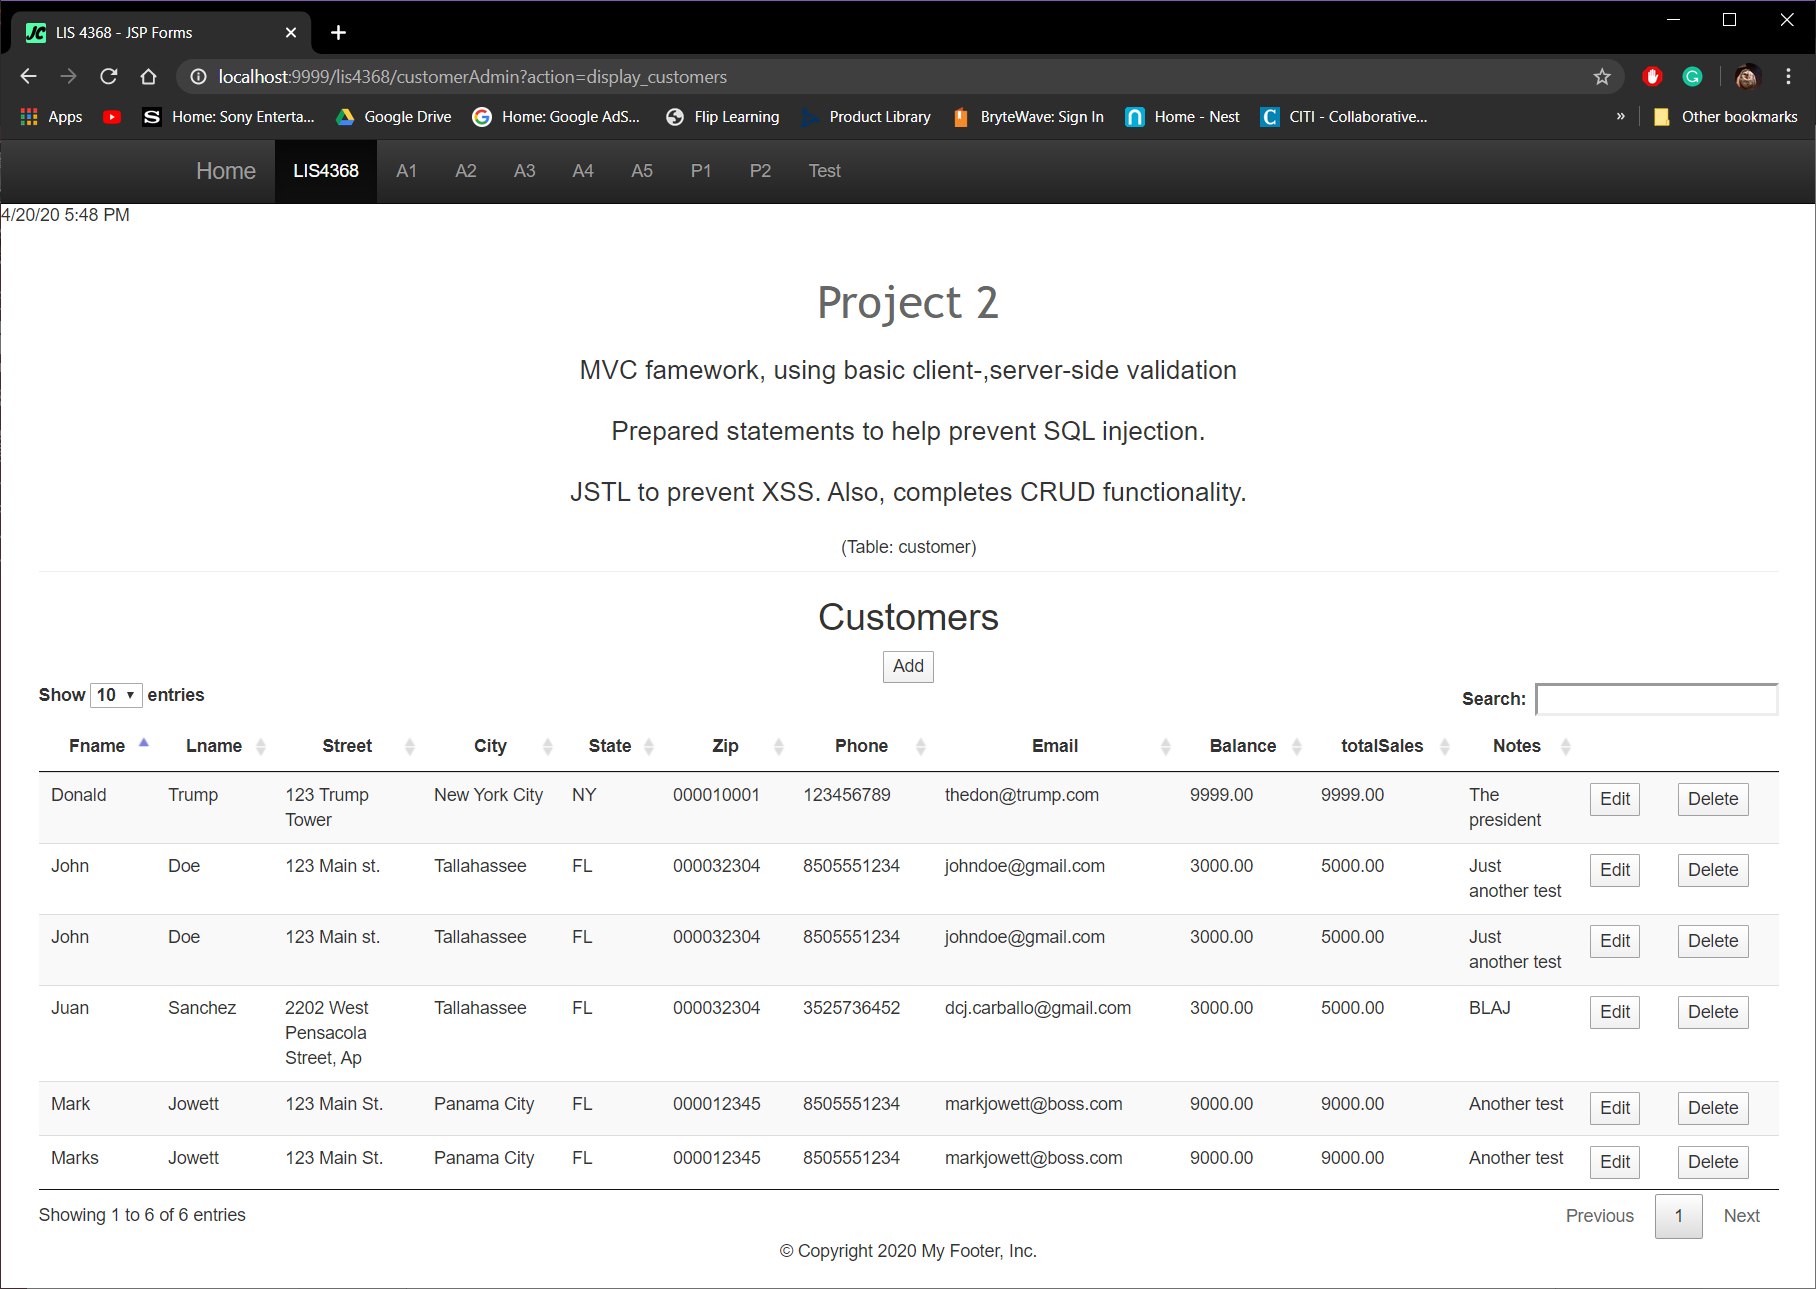 LIS 4368 - JSP Forms
localhost:9999/lis4368/customerAdmin?action=display_customers
Apps Home: Sony Enterta... Google Drive Home: Google AdS... Flip Learning Product Library BryteWave: Sign In Home - Nest CITI - Collaborative... » Other bookmarks
Home LIS4368 A1 A2 A3 A4 A5 P1 P2 Test
4/20/20 5:48 PM
Project 2
MVC famework, using basic client-,server-side validation
Prepared statements to help prevent SQL injection.
JSTL to prevent XSS. Also, completes CRUD functionality.
(Table: customer)
Customers
Add
Show 10 entries Search:
Fname Lname Street City State Zip Phone Email Balance totalSales Notes
Donald Trump 123 Trump New York City NY 000010001 123456789 thedon@trump.com 9999.00 9999.00 The Edit Delete
Tower president
John Doe 123 Main st. Tallahassee FL 000032304 8505551234 johndoe@gmail.com 3000.00 5000.00 Just Edit Delete
another test
John Doe 123 Main st. Tallahassee FL 000032304 8505551234 johndoe@gmail.com 3000.00 5000.00 Just Edit Delete
another test
Juan Sanchez 2202 West Tallahassee FL 000032304 3525736452 dcj.carballo@gmail.com 3000.00 5000.00 BLAJ Edit Delete
Pensacola
Street, Ap
Mark Jowett 123 Main St. Panama City FL 000012345 8505551234 markjowett@boss.com 9000.00 9000.00 Another test Edit Delete
Marks Jowett 123 Main St. Panama City FL 000012345 8505551234 markjowett@boss.com 9000.00 9000.00 Another test Edit Delete
Showing 1 to 6 of 6 entries Previous 1 Next
© Copyright 2020 My Footer, Inc.